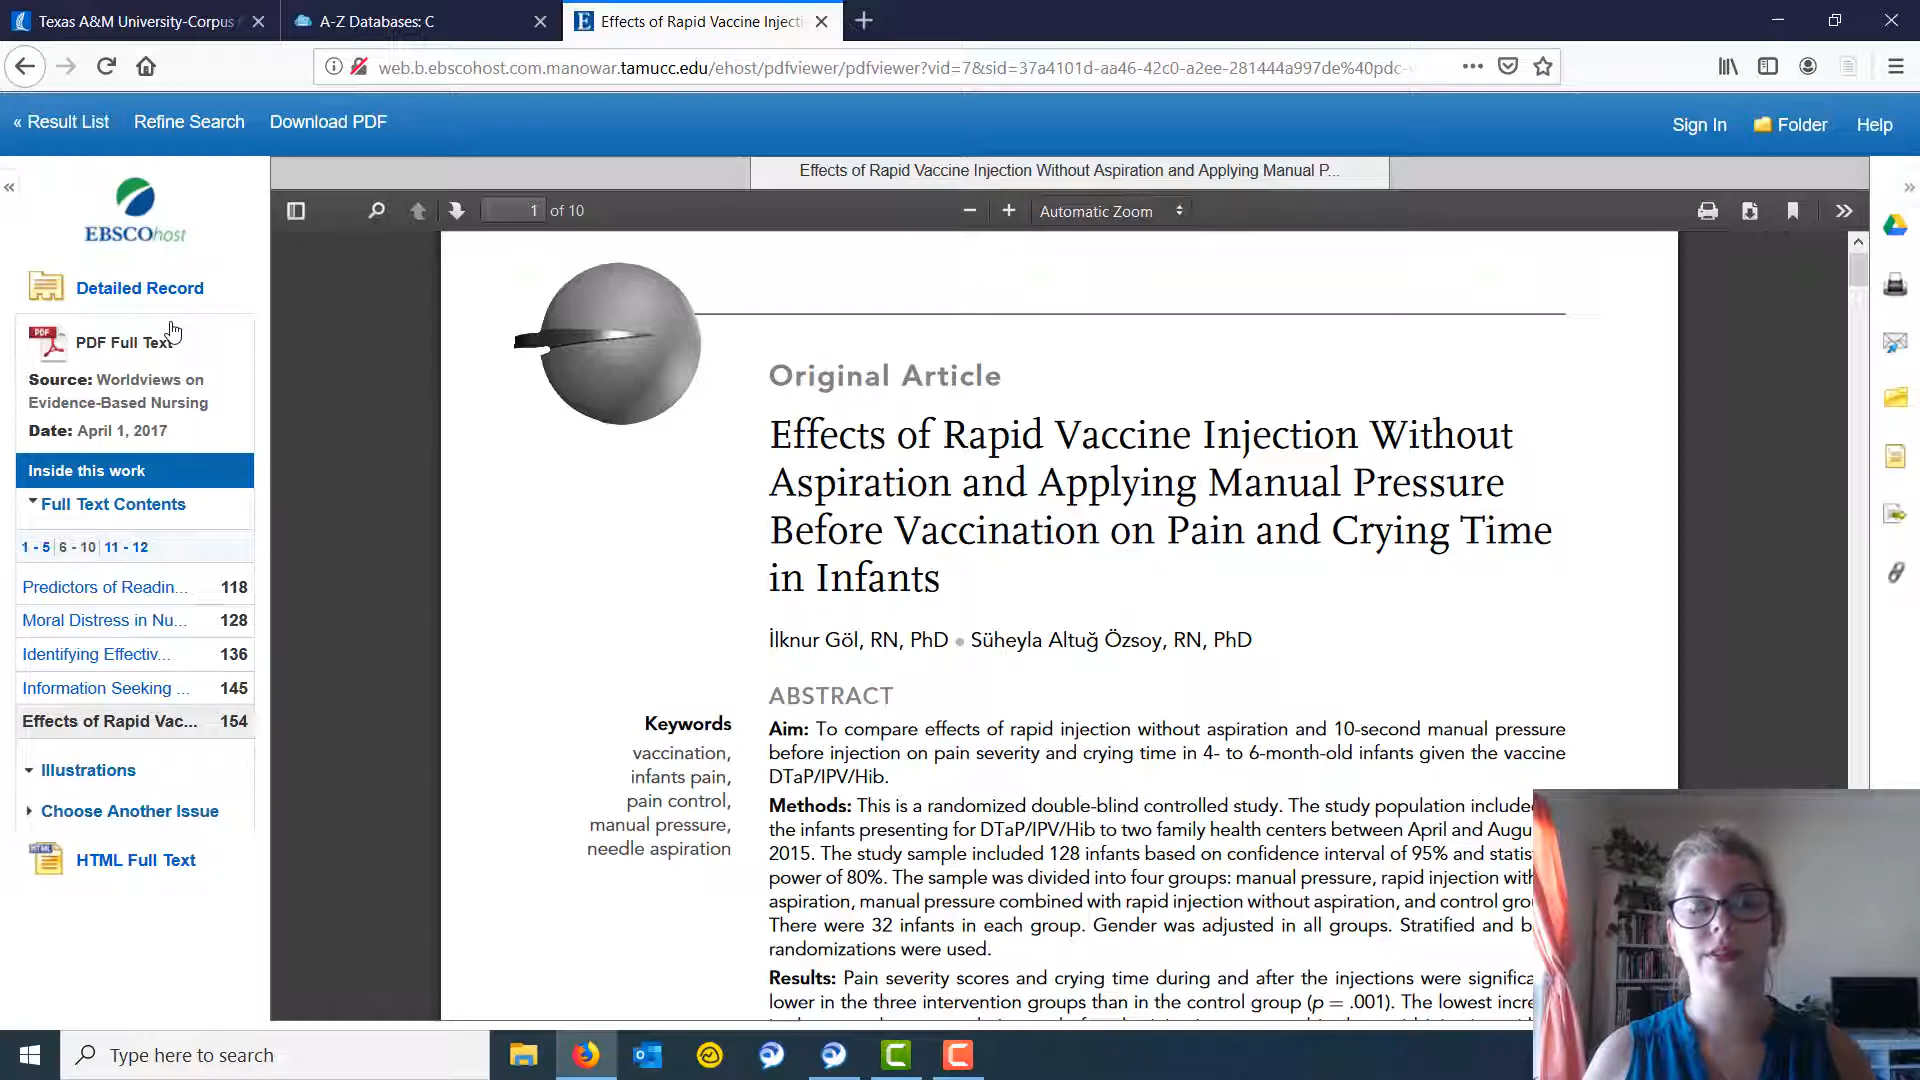 Texas A&M University-Corpus
A-Z Databases: C
Effects of Rapid Vaccine Injecti
web.b.ebscohost.com.manowar.tamucc.edu/ehost/pdfviewer/pdfviewer?vid=7&sid=37a4101d-aa46-42c0-a2ee-281444a997de%40pdc-
« Result List
Refine Search
Download PDF
Sign In
Folder
Help
Effects of Rapid Vaccine Injection Without Aspiration and Applying Manual P...
1 of 10
Automatic Zoom
EBSCOhost
Detailed Record
PDF
PDF Full Text
Source: Worldviews on
Evidence-Based Nursing
Date: April 1, 2017
Inside this work
Full Text Contents
1 - 5 | 6 - 10 | 11 - 12
Predictors of Readin... 118
Moral Distress in Nu... 128
Identifying Effectiv... 136
Information Seeking ... 145
Effects of Rapid Vac... 154
Illustrations
Choose Another Issue
HTML
HTML Full Text
Original Article
Effects of Rapid Vaccine Injection Without
Aspiration and Applying Manual Pressure
Before Vaccination on Pain and Crying Time
in Infants
İlknur Göl, RN, PhD • Süheyla Altuğ Özsoy, RN, PhD
Keywords
vaccination,
infants pain,
pain control,
manual pressure,
needle aspiration
ABSTRACT
Aim: To compare effects of rapid injection without aspiration and 10-second manual pressure
before injection on pain severity and crying time in 4- to 6-month-old infants given the vaccine
DTaP/IPV/Hib.
Methods: This is a randomized double-blind controlled study. The study population include
the infants presenting for DTaP/IPV/Hib to two family health centers between April and Augu
2015. The study sample included 128 infants based on confidence interval of 95% and statis
power of 80%. The sample was divided into four groups: manual pressure, rapid injection with
aspiration, manual pressure combined with rapid injection without aspiration, and control gro
There were 32 infants in each group. Gender was adjusted in all groups. Stratified and b
randomizations were used.
Results: Pain severity scores and crying time during and after the injections were significa
lower in the three intervention groups than in the control group (p = .001). The lowest incre
Type here to search